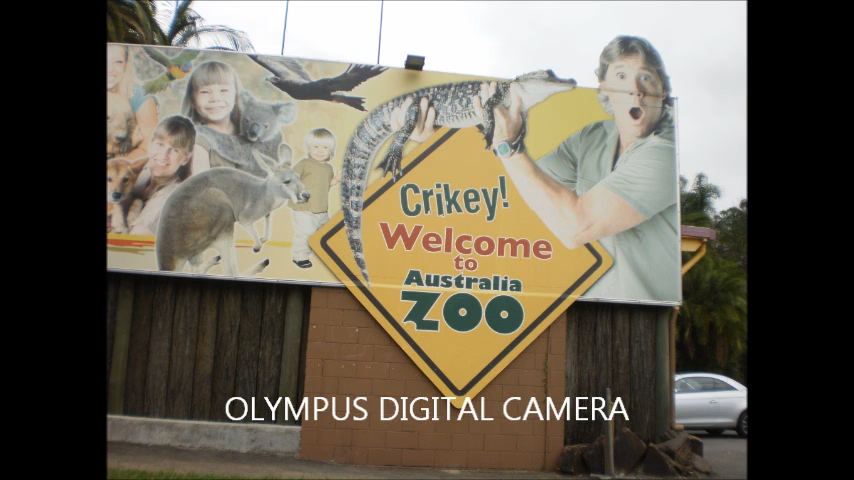 Crikey!
Welcome
to
Australia
ZOO
OLYMPUS DIGITAL CAMERA